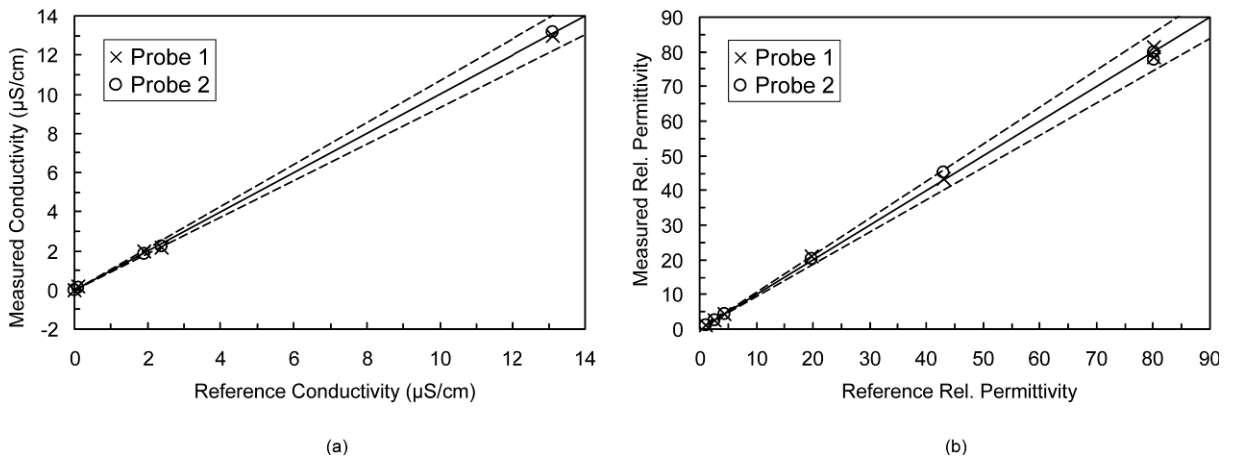 Measured Conductivity (µS/cm)
14
12
10
8
6
4
2
0
-2
× Probe 1
○ Probe 2
0 2 4 6 8 10 12 14
Reference Conductivity (µS/cm)
(a)
Measured Rel. Permittivity
90
80
70
60
50
40
30
20
10
0
× Probe 1
○ Probe 2
0 10 20 30 40 50 60 70 80 90
Reference Rel. Permittivity
(b)